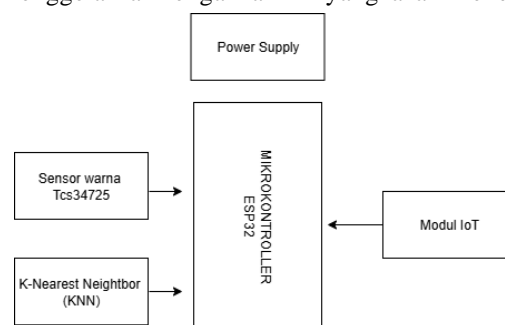 Power Supply
Sensor warna
Tcs34725
MIKROKONTROLLER
ESP32
Modul IoT
K-Nearest Neightbor
(KNN)